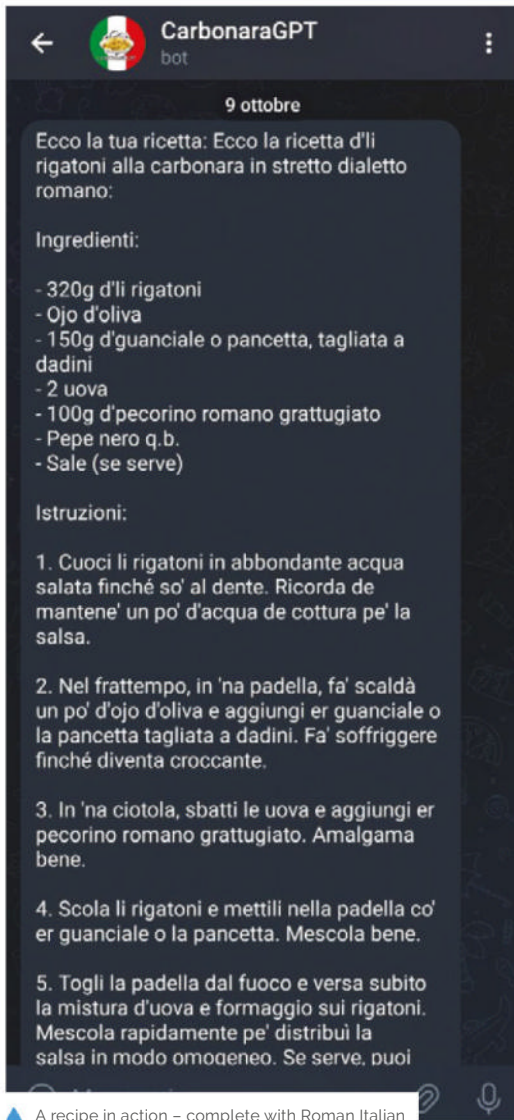 CarbonaraGPT
bot
9 ottobre
Ecco la tua ricetta: Ecco la ricetta d'li
rigatoni alla carbonara in stretto dialetto
romano:
Ingredienti:
- 320g d'li rigatoni
- Ojo d'oliva
- 150g d'guanciale o pancetta, tagliata a
dadini
- 2 uova
- 100g d'pecorino romano grattugiato
- Pepe nero q.b.
- Sale (se serve)
Istruzioni:
1. Cuoci li rigatoni in abbondante acqua
salata finché so' al dente. Ricorda de
mantene' un po' d'acqua de cottura pe' la
salsa.
2. Nel frattempo, in 'na padella, fa' scaldà
un po' d'ojo d'oliva e aggiungi er guanciale o
la pancetta tagliata a dadini. Fa' soffriggere
finché diventa croccante.
3. In 'na ciotola, sbatti le uova e aggiungi er
pecorino romano grattugiato. Amalgama
bene.
4. Scola li rigatoni e mettili nella padella co'
er guanciale o la pancetta. Mescola bene.
5. Togli la padella dal fuoco e versa subito
la mistura d'uova e formaggio sui rigatoni.
Mescola rapidamente pe' distribuì la
salsa in modo omogeneo. Se serve, puoi
A recipe in action – complete with Roman Italian